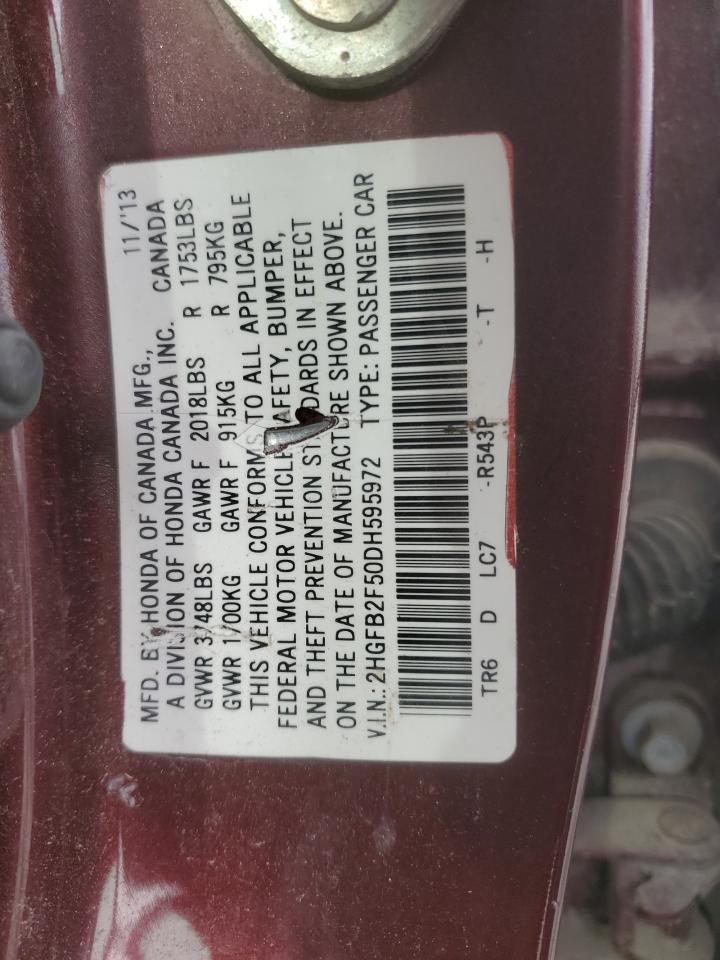 11/'13
MFD. BY HONDA OF CANADA MFG.,
A DIVISION OF HONDA CANADA INC. CANADA
GVWR 3748LBS GAWR F 2018LBS R 1753LBS
GVWR 1700KG GAWR F 915KG R 795KG
THIS VEHICLE CONFORMS TO ALL APPLICABLE
FEDERAL MOTOR VEHICLE SAFETY, BUMPER,
AND THEFT PREVENTION STANDARDS IN EFFECT
ON THE DATE OF MANUFACTURE SHOWN ABOVE.
V.I.N.: 2HGFB2F50DH595972 TYPE: PASSENGER CAR
TR6 D LC7 -R543P -T -H